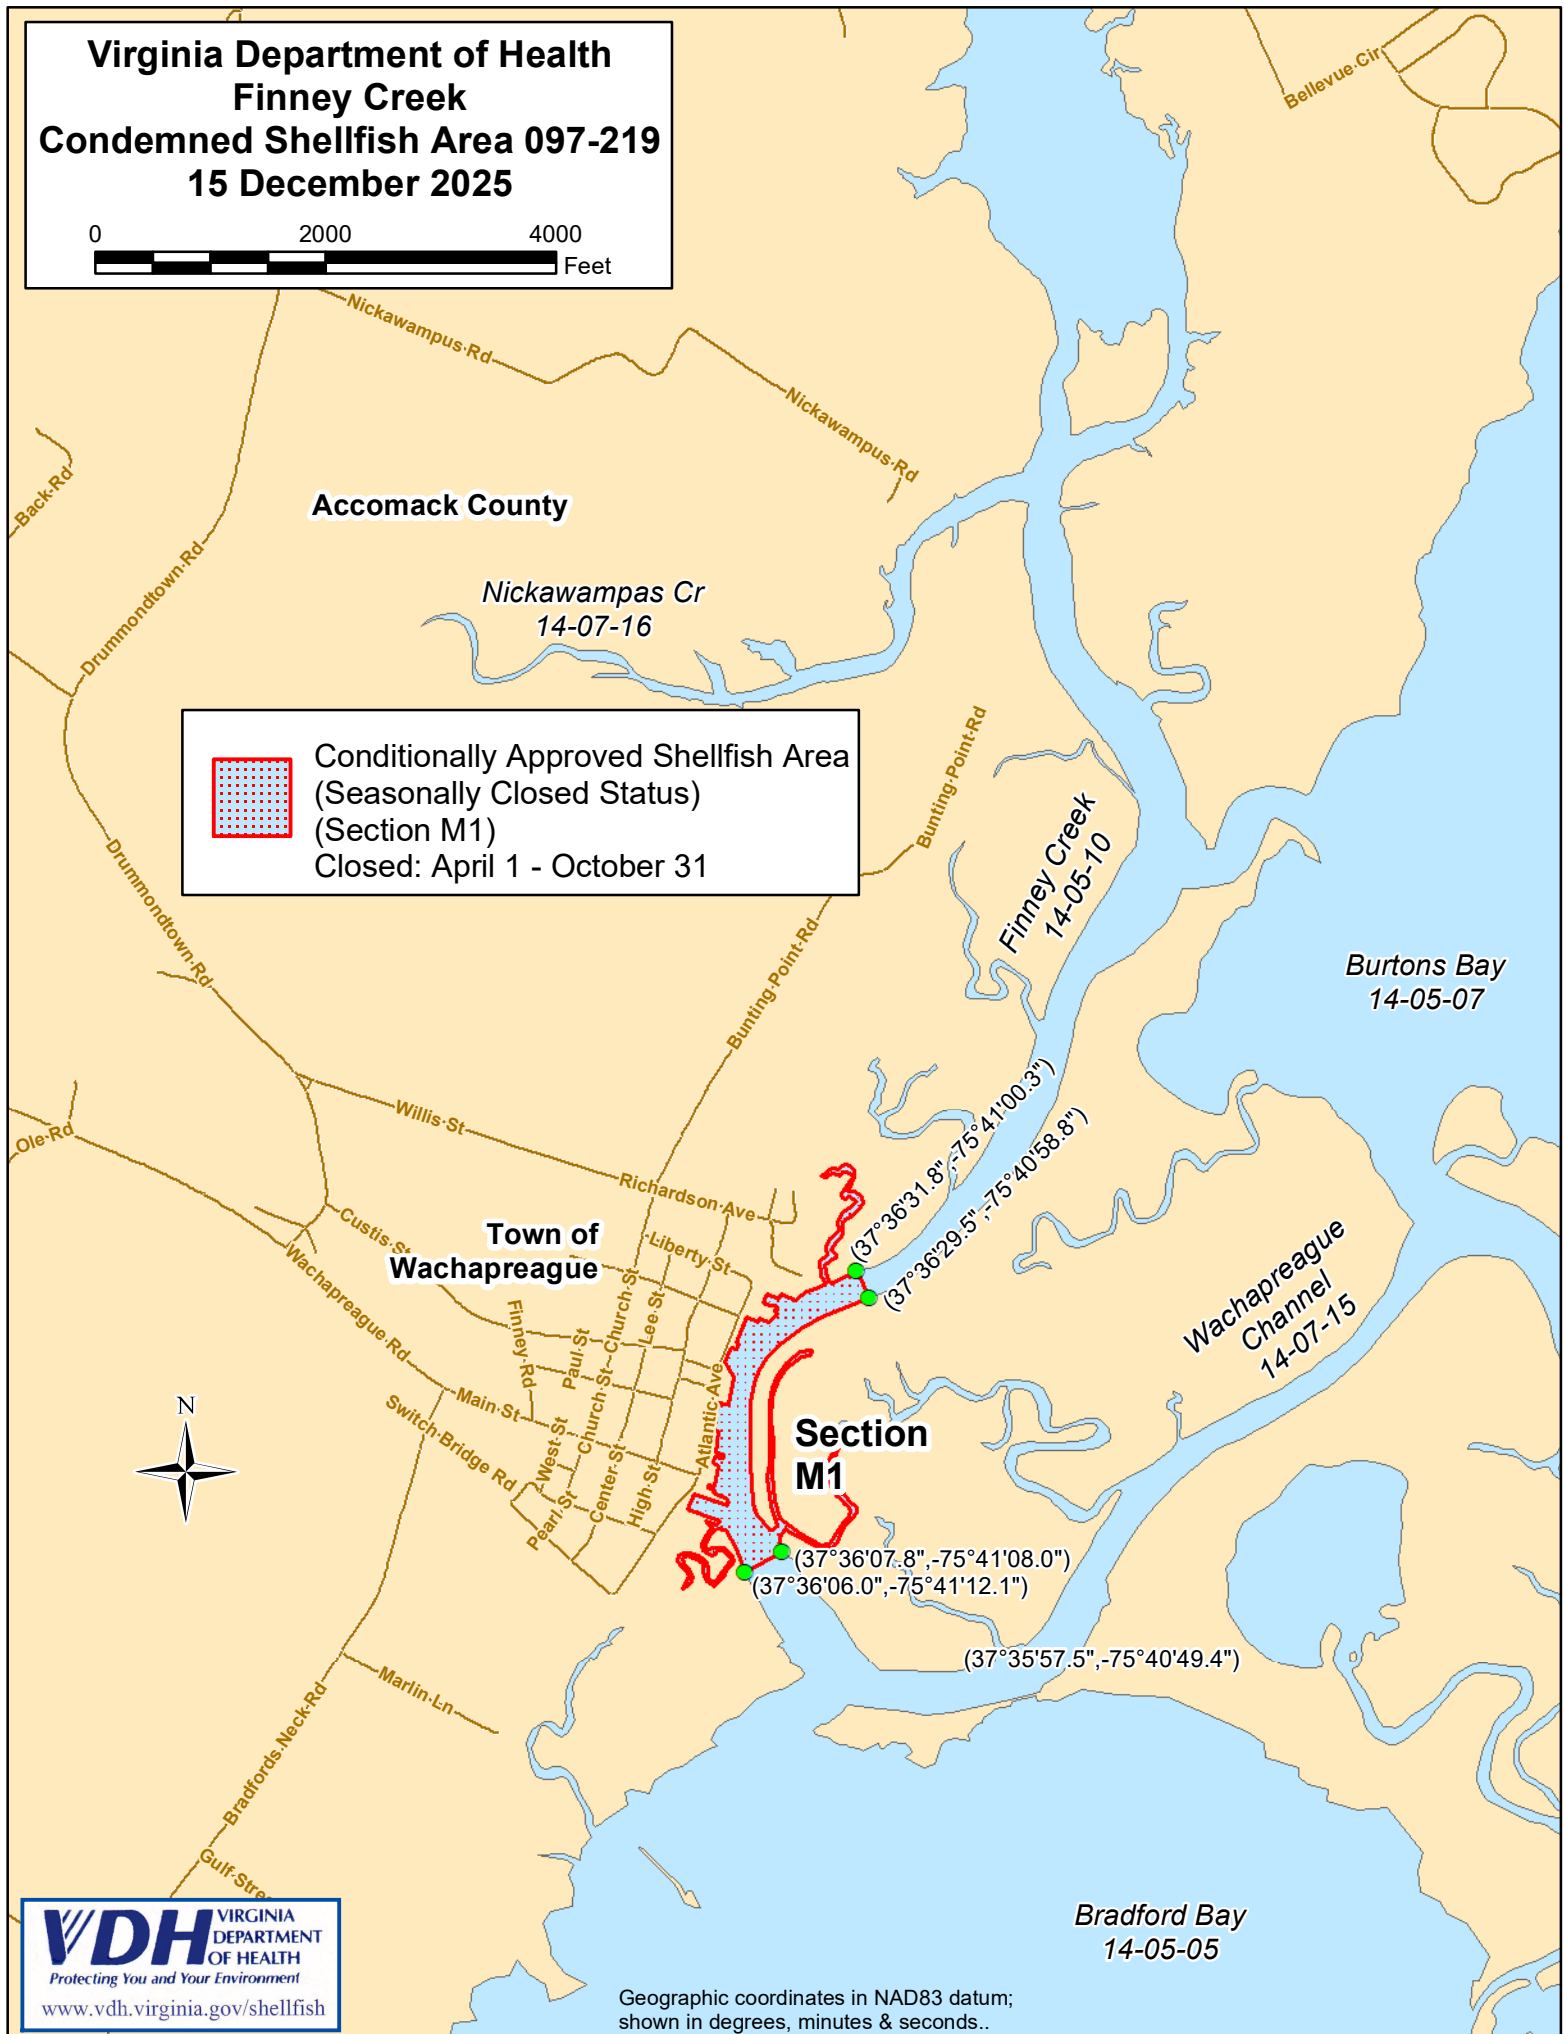 Virginia Department of Health
Finney Creek
Condemned Shellfish Area 097-219
15 December 2025
0 2000 4000
Feet
Bellevue Cir
Nickawampus Rd
Nickawampus Rd
Back Rd
Accomack County
Drummondtown Rd
Nickawampas Cr
14-07-16
Conditionally Approved Shellfish Area
(Seasonally Closed Status)
(Section M1)
Closed: April 1 - October 31
Bunting Point Rd
Finney Creek
14-05-10
Drummondtown Rd
Bunting Point Rd
Burtons Bay
14-05-07
Willis St
Ole Rd
(37°36'31.8",-75°41'00.3")
(37°36'29.5",-75°40'58.8")
Richardson Ave
Custis St
Town of
Wachapreague
Liberty St
Wachapreague Rd
Finney Rd
Paul St
Church St
Lee St
Wachapreague
Channel
14-07-15
N
Main St
Switch Bridge Rd
West St
Church St
Atlantic Ave
Section
M1
Pearl St
Center St
High St
(37°36'07.8",-75°41'08.0")
(37°36'06.0",-75°41'12.1")
(37°35'57.5",-75°40'49.4")
Marlin Ln
Bradfords Neck Rd
Gulf Stre
VDH VIRGINIA
DEPARTMENT
OF HEALTH
Protecting You and Your Environment
www.vdh.virginia.gov/shellfish
Bradford Bay
14-05-05
Geographic coordinates in NAD83 datum;
shown in degrees, minutes & seconds..